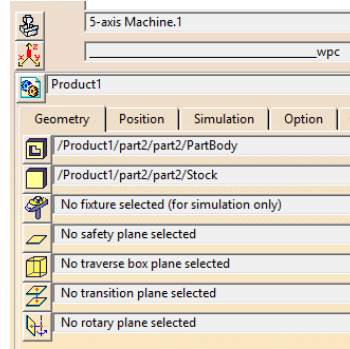 5-axis Machine.1
wpc
Product1
Geometry Position Simulation Option
/Product1/part2/part2/PartBody
/Product1/part2/part2/Stock
No fixture selected (for simulation only)
No safety plane selected
No traverse box plane selected
No transition plane selected
No rotary plane selected